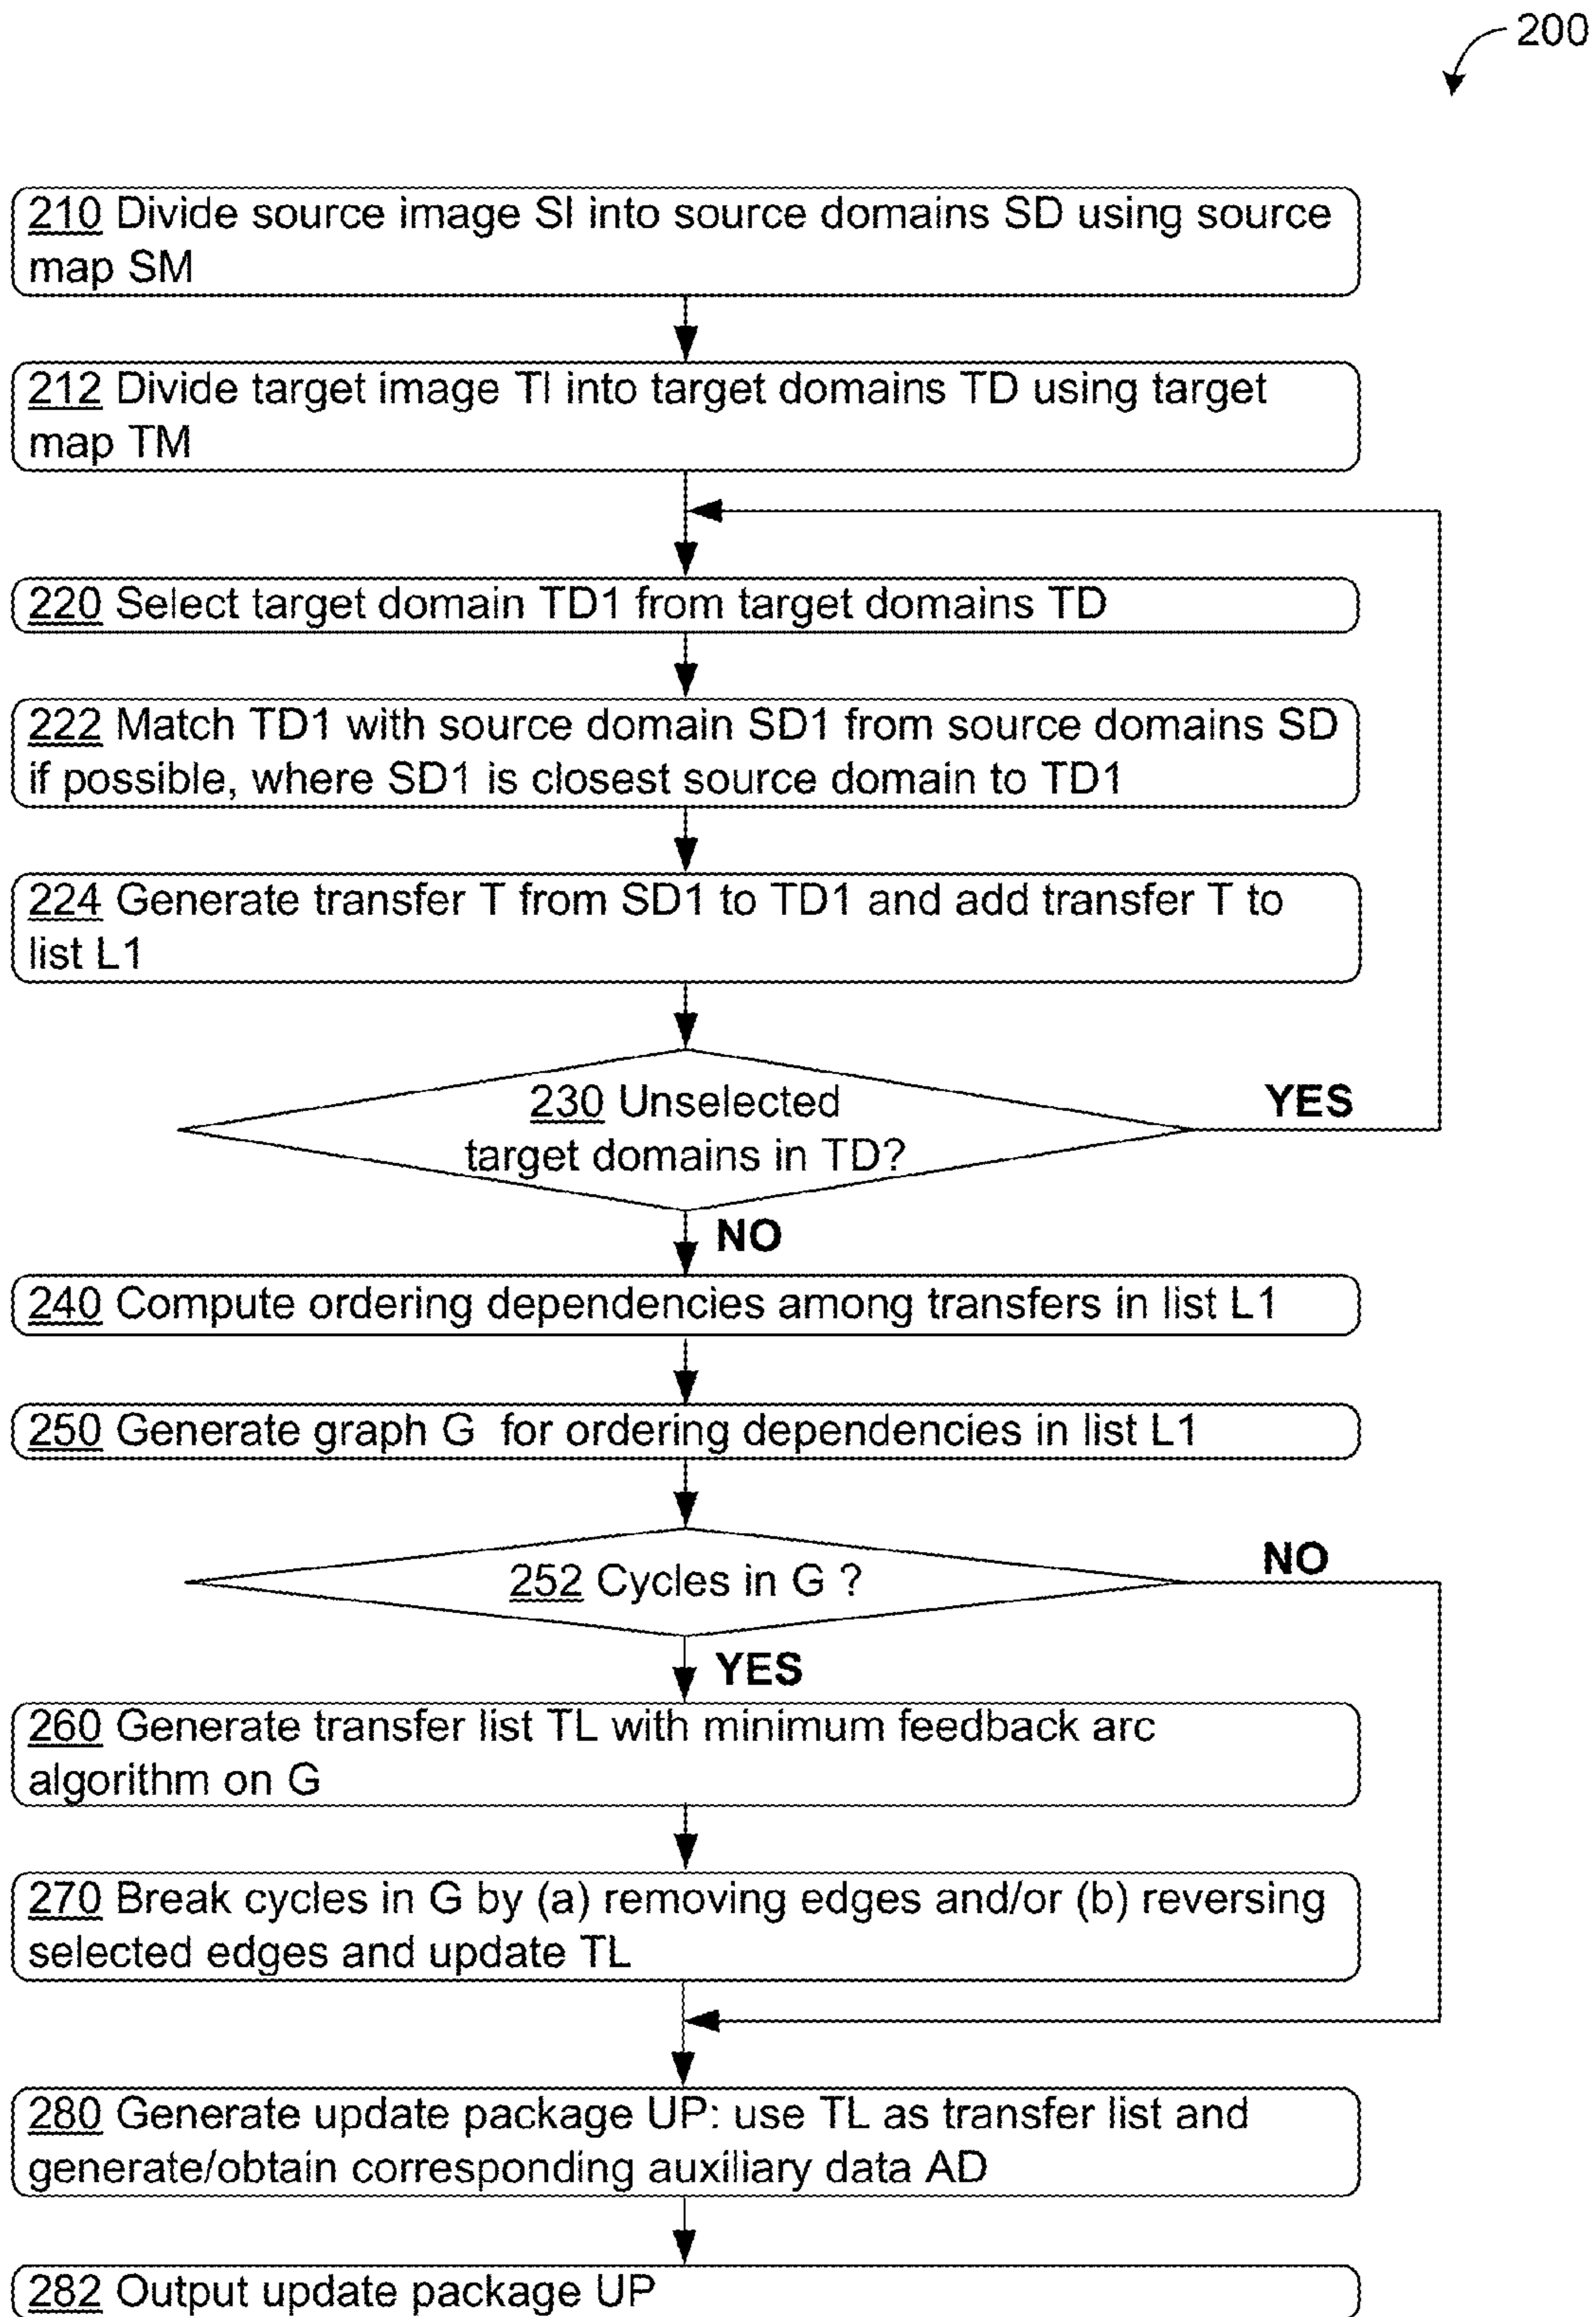 200
210 Divide source image SI into source domains SD using source
map SM
212 Divide target image TI into target domains TD using target
map TM
220 Select target domain TD1 from target domains TD
222 Match TD1 with source domain SD1 from source domains SD
if possible, where SD1 is closest source domain to TD1
224 Generate transfer T from SD1 to TD1 and add transfer T to
list L1
230 Unselected
target domains in TD?
YES
NO
240 Compute ordering dependencies among transfers in list L1
250 Generate graph G for ordering dependencies in list L1
252 Cycles in G ?
NO
YES
260 Generate transfer list TL with minimum feedback arc
algorithm on G
270 Break cycles in G by (a) removing edges and/or (b) reversing
selected edges and update TL
280 Generate update package UP: use TL as transfer list and
generate/obtain corresponding auxiliary data AD
282 Output update package UP